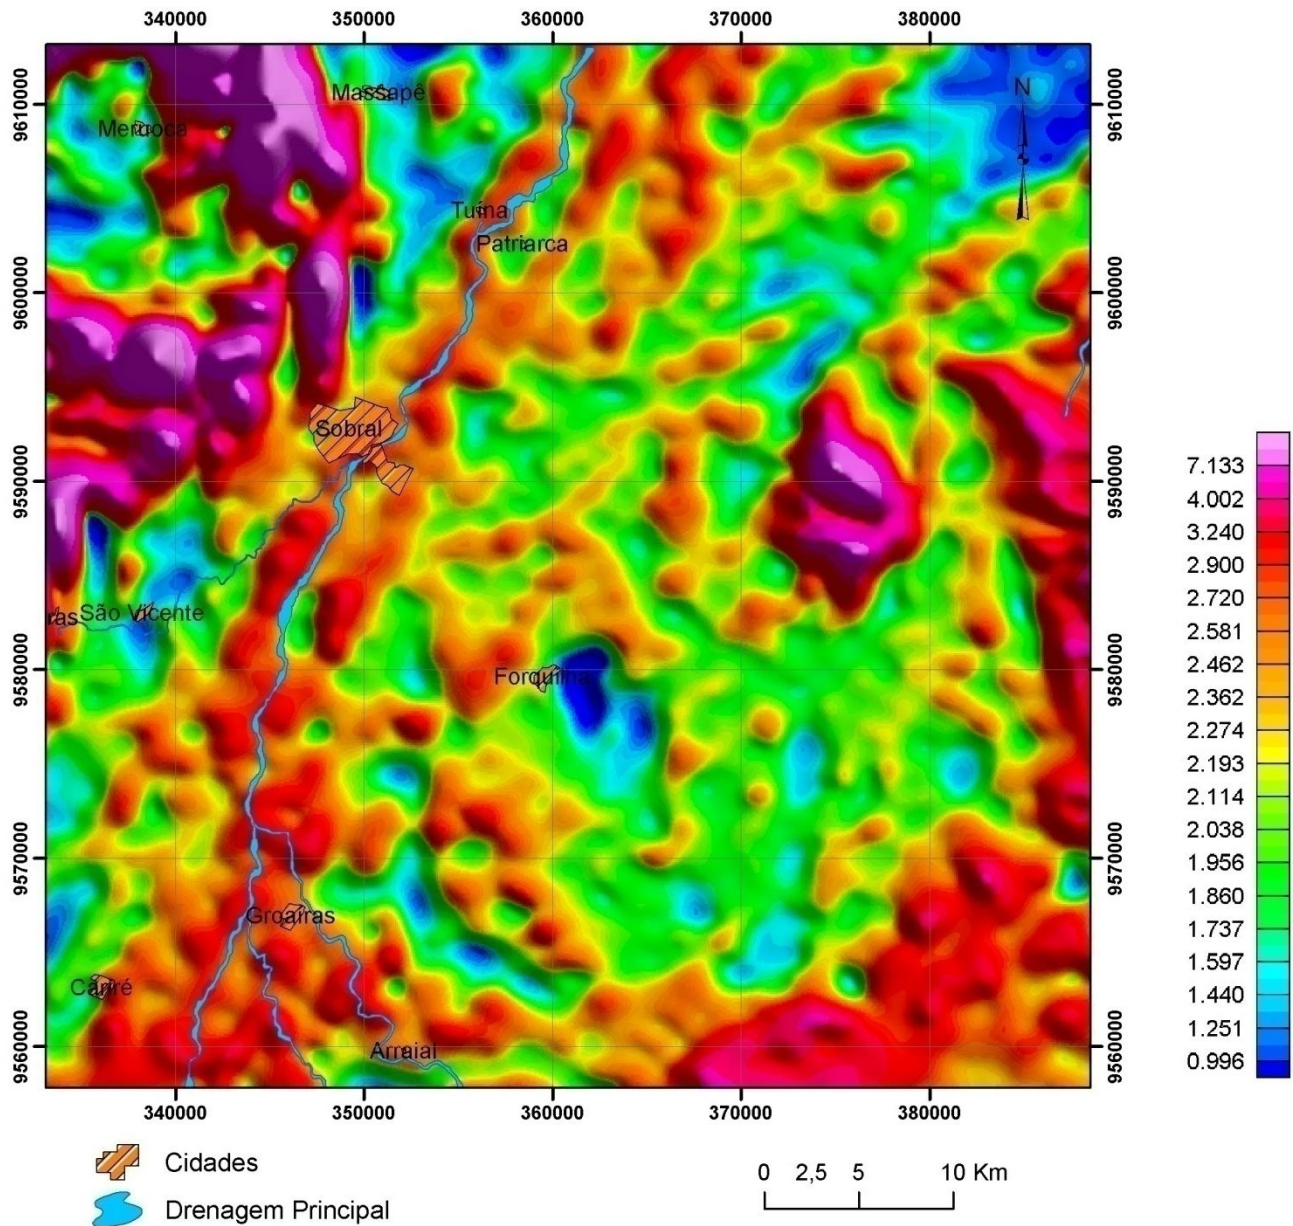 340000 350000 360000 370000 380000
9610000 9610000
N
Massapê
Meruoca
Tuína
Patriarca
9600000 9600000
Sobral
9590000 9590000
ras São Vicente
9580000 9580000
Forquilha
9570000 9570000
Groaíras
Cariré
9560000 9560000
Arraial
340000 350000 360000 370000 380000
7.133
4.002
3.240
2.900
2.720
2.581
2.462
2.362
2.274
2.193
2.114
2.038
1.956
1.860
1.737
1.597
1.440
1.251
0.996
Cidades
Drenagem Principal
0 2,5 5 10 Km